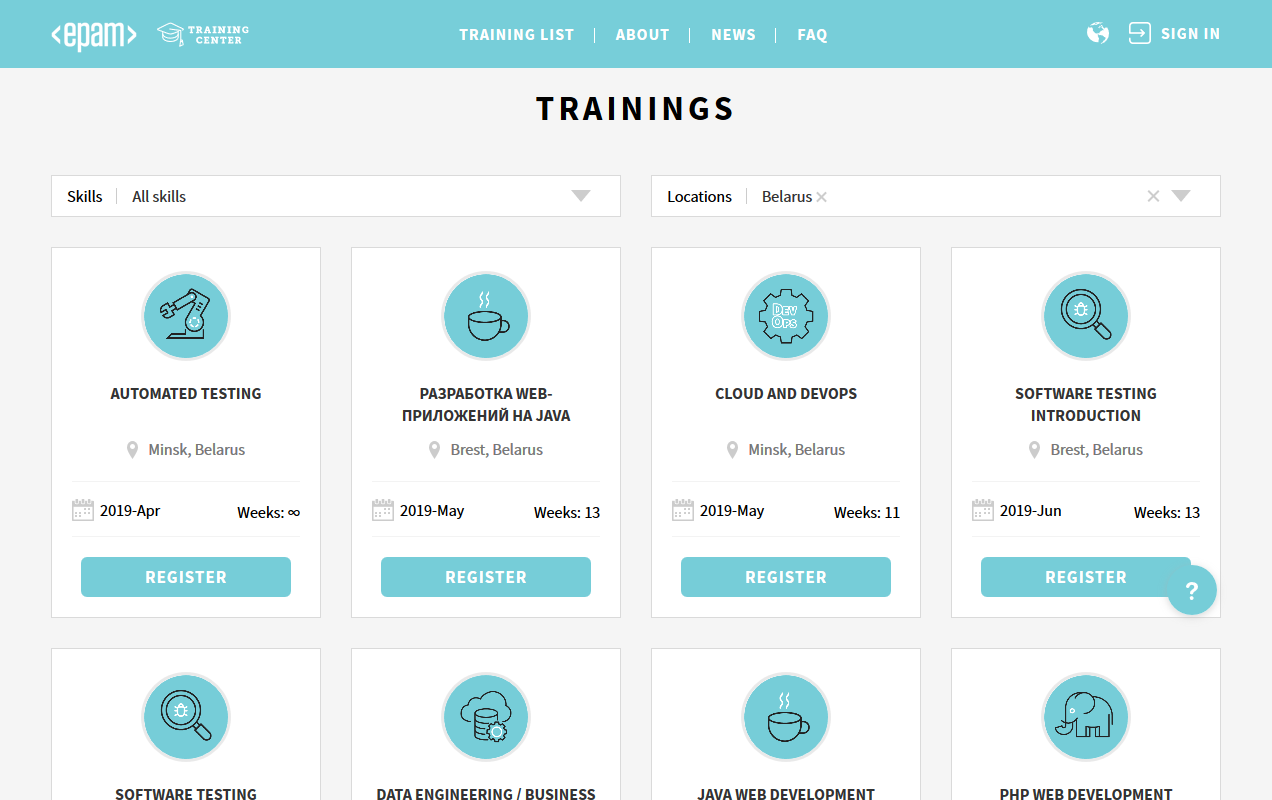 <epam> TRAINING CENTER
TRAINING LIST | ABOUT | NEWS | FAQ
SIGN IN
TRAININGS
Skills | All skills
Locations | Belarus ×
DEV
OPS
AUTOMATED TESTING
Minsk, Belarus
2019-Apr Weeks: ∞
REGISTER
РАЗРАБОТКА WEB-
ПРИЛОЖЕНИЙ НА JAVA
Brest, Belarus
2019-May Weeks: 13
REGISTER
CLOUD AND DEVOPS
Minsk, Belarus
2019-May Weeks: 11
REGISTER
SOFTWARE TESTING
INTRODUCTION
Brest, Belarus
2019-Jun Weeks: 13
REGISTER
?
SOFTWARE TESTING
DATA ENGINEERING / BUSINESS
JAVA WEB DEVELOPMENT
PHP WEB DEVELOPMENT